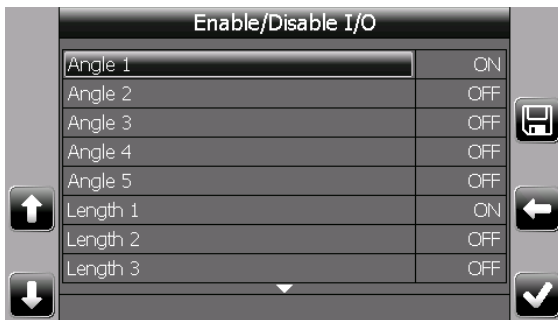 Enable/Disable I/O
Angle 1 ON
Angle 2 OFF
Angle 3 OFF
Angle 4 OFF
Angle 5 OFF
Length 1 ON
Length 2 OFF
Length 3 OFF